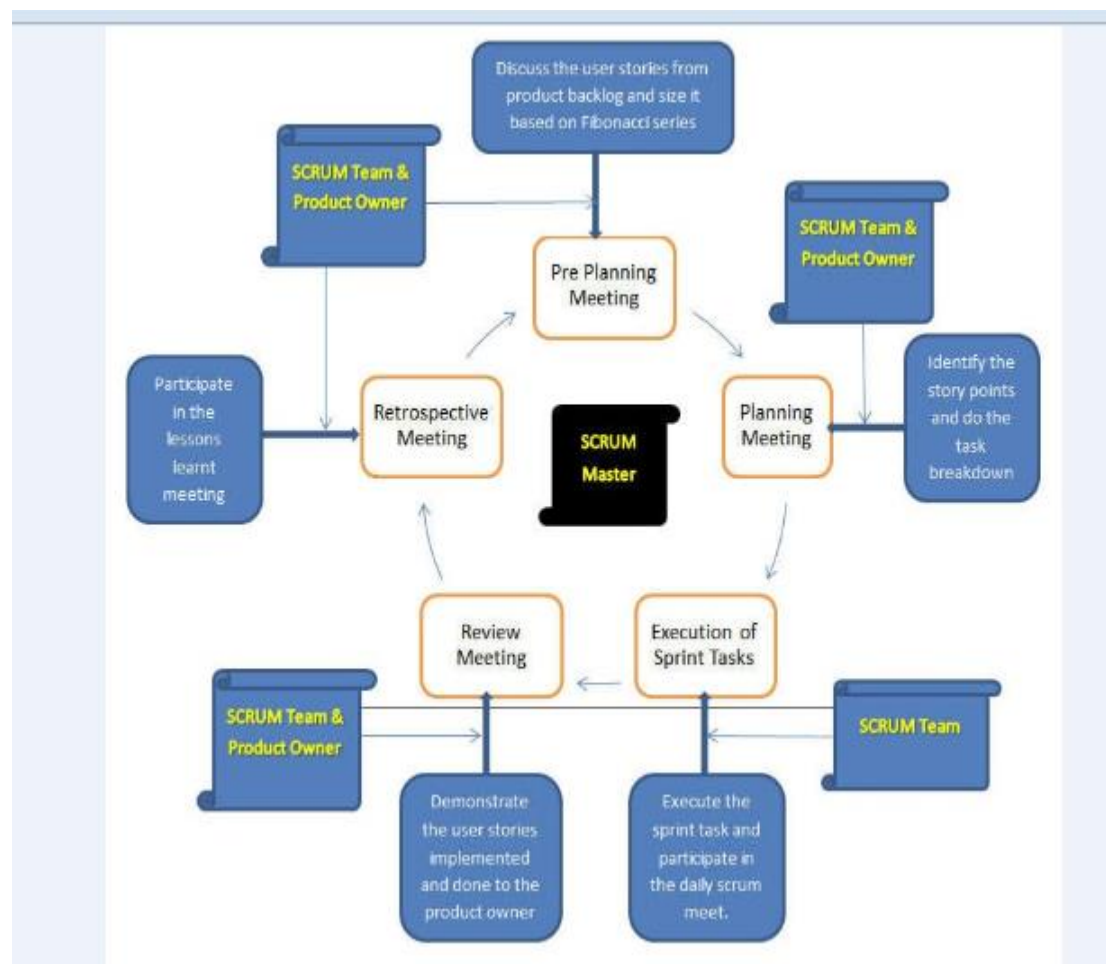 Discuss the user stories from
product backlog and size it
based on Fibonacci series
SCRUM Team &
Product Owner
SCRUM Team &
Product Owner
Pre Planning
Meeting
Participate
in the
lessons
learnt
meeting
Retrospective
Meeting
SCRUM
Master
Planning
Meeting
Identify the
story points
and do the
task
breakdown
Review
Meeting
Execution of
Sprint Tasks
SCRUM Team &
Product Owner
SCRUM Team
Demonstrate
the user stories
implemented
and done to the
product owner
Execute the
sprint task and
participate in
the daily scrum
meet.